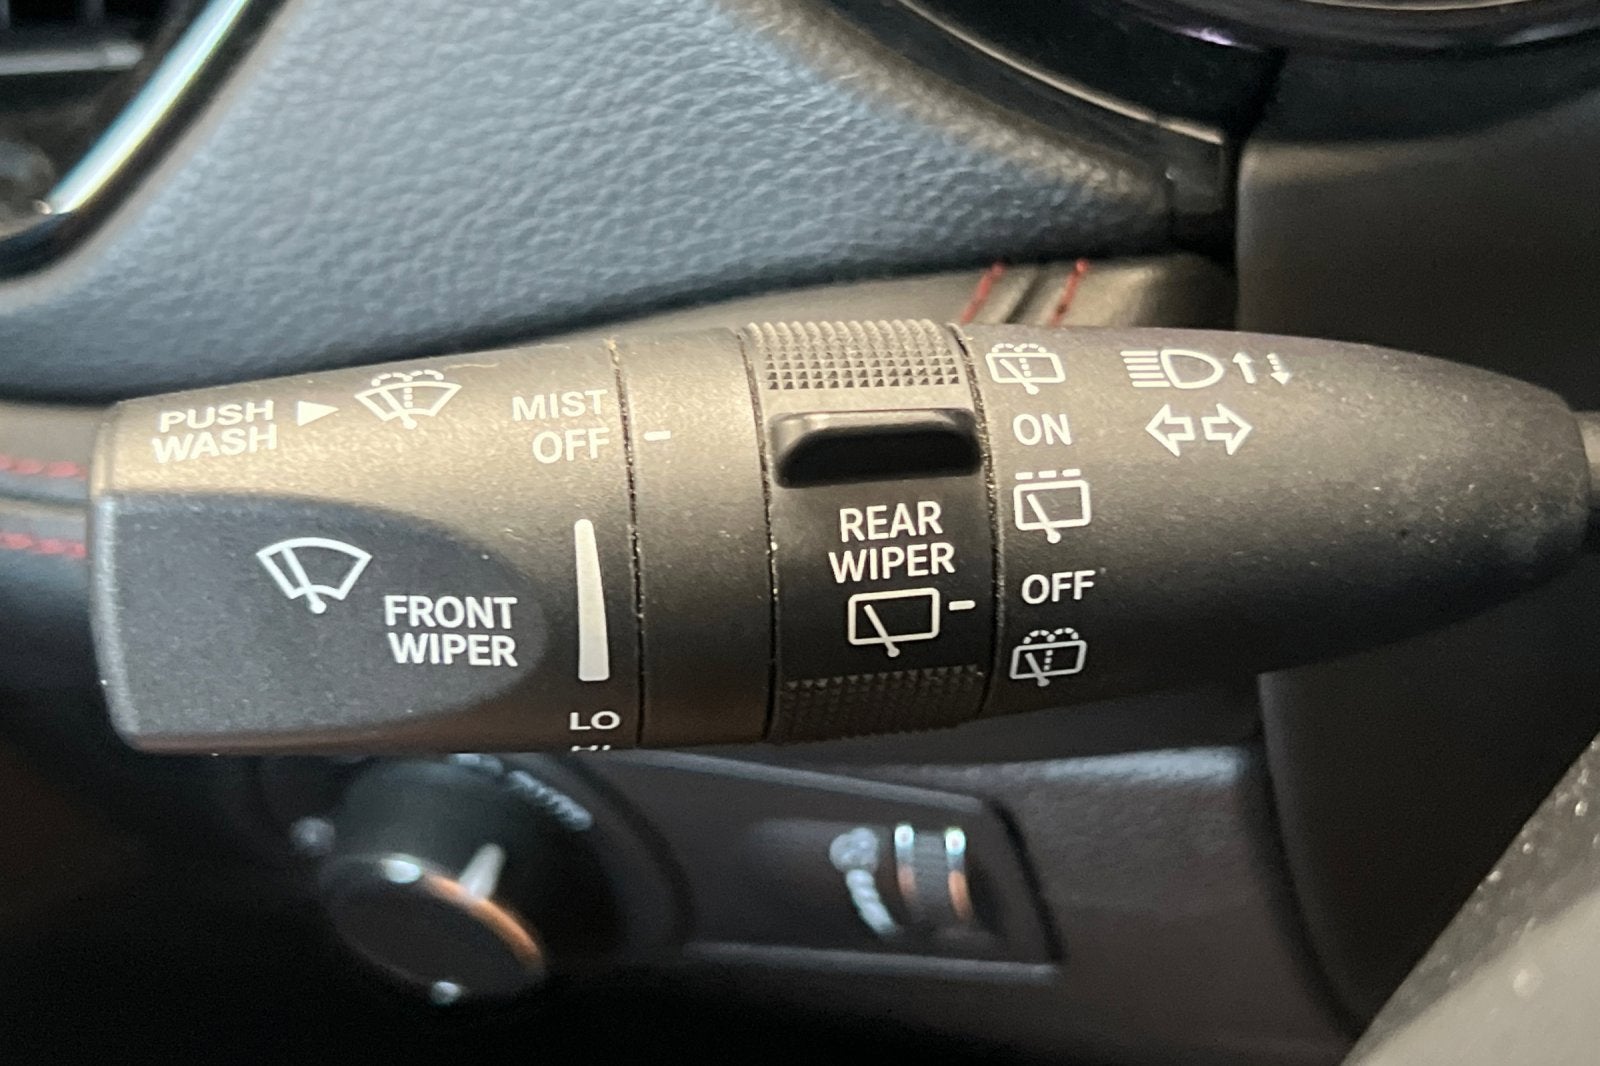 PUSH
WASH
MIST
OFF
FRONT
WIPER
LO
REAR
WIPER
ON
OFF